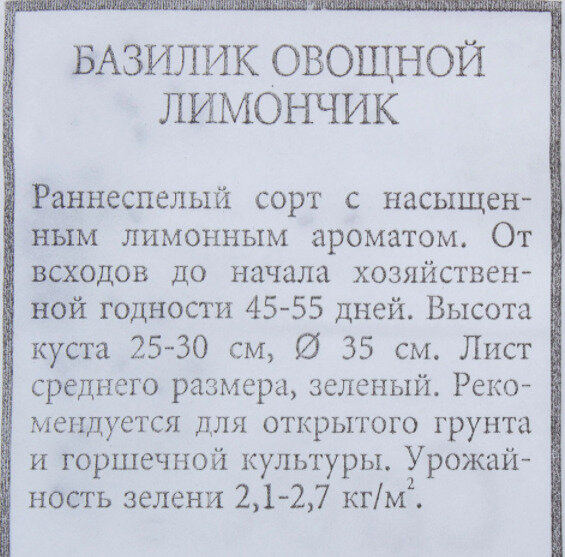 БАЗИЛИК ОВОЩНОЙ
ЛИМОНЧИК
Раннеспелый сорт с насыщен-
ным лимонным ароматом. От
всходов до начала хозяйствен-
ной годности 45-55 дней. Высота
куста 25-30 см, Ø 35 см. Лист
среднего размера, зеленый. Реко-
мендуется для открытого грунта
и горшечной культуры. Урожай-
ность зелени 2,1-2,7 кг/м².